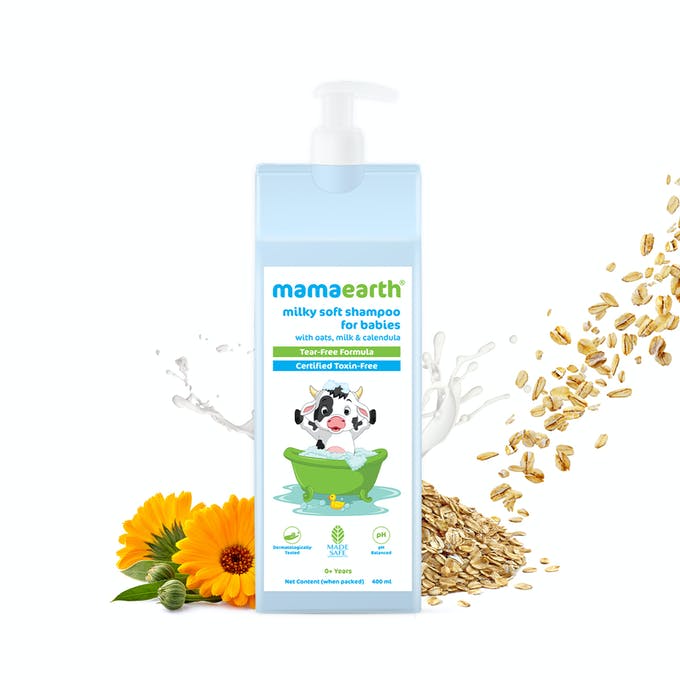 mamaearth®
milky soft shampoo
for babies
with oats, milk & calendula
Tear-Free Formula
Certified Toxin-Free
Dermatologically
Tested
MADE
SAFE
pH
pH
Balanced
0+ Years
Net Content (when packed) 400 ml